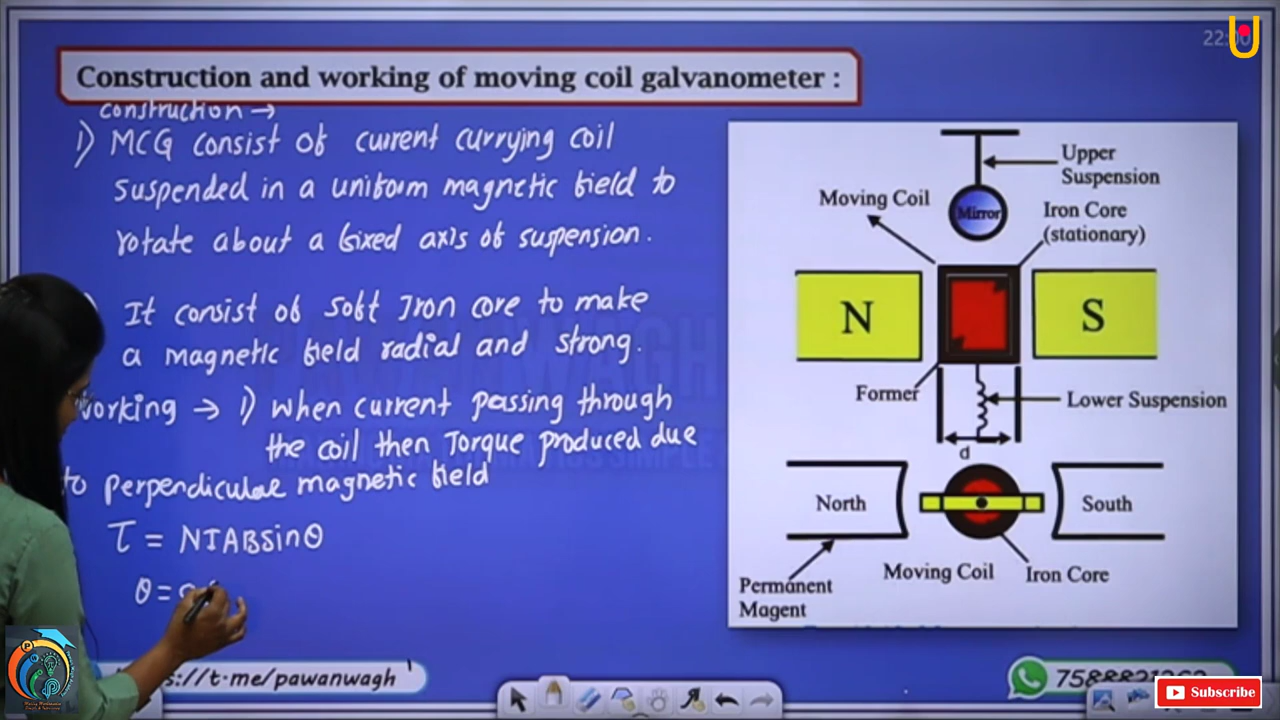 22:00
Construction and working of moving coil galvanometer :
construction →
1) MCG consist of current currying coil
suspended in a uniform magnetic field to
rotate about a fixed axis of suspension.
It consist of soft Iron core to make
a magnetic field radial and strong.
Working → 1) When current passing through
the coil then Torque produced due
to perpendicular magnetic field
τ = NIABsinθ
θ =
Upper
Suspension
Moving Coil
Mirror
Iron Core
(stationary)
N
S
Former
Lower Suspension
d
North
South
Moving Coil
Iron Core
Permanent
Magent
s://t.me/pawanwagh
Subscribe